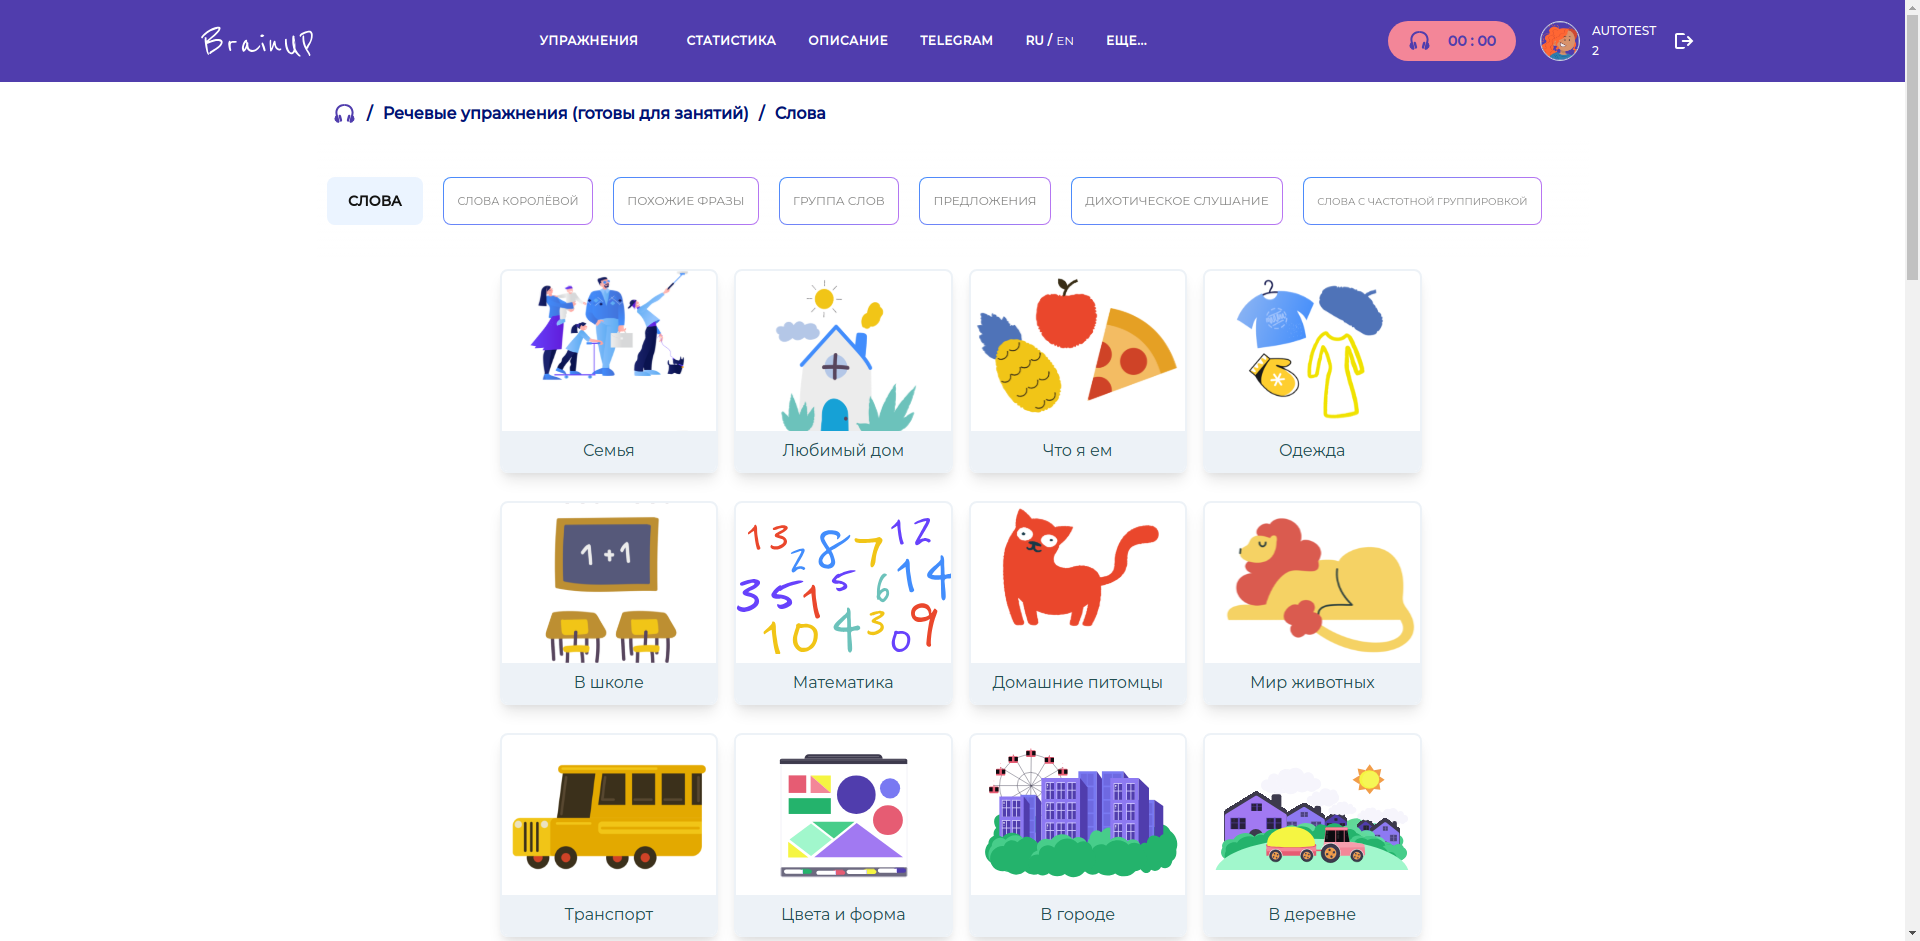 BrainUP
УПРАЖНЕНИЯ
СТАТИСТИКА
ОПИСАНИЕ
TELEGRAM
RU / EN
ЕЩЕ...
00 : 00
AUTOTEST
2
/ Речевые упражнения (готовы для занятий) / Слова
СЛОВА
СЛОВА КОРОЛЁВОЙ
ПОХОЖИЕ ФРАЗЫ
ГРУППА СЛОВ
ПРЕДЛОЖЕНИЯ
ДИХОТИЧЕСКОЕ СЛУШАНИЕ
СЛОВА С ЧАСТОТНОЙ ГРУППИРОВКОЙ
Семья
Любимый дом
Что я ем
Одежда
1 + 1
13 2 8 7 12
3 5 1 5 6 14
10 4 3 0 9
В школе
Математика
Домашние питомцы
Мир животных
Транспорт
Цвета и форма
В городе
В деревне